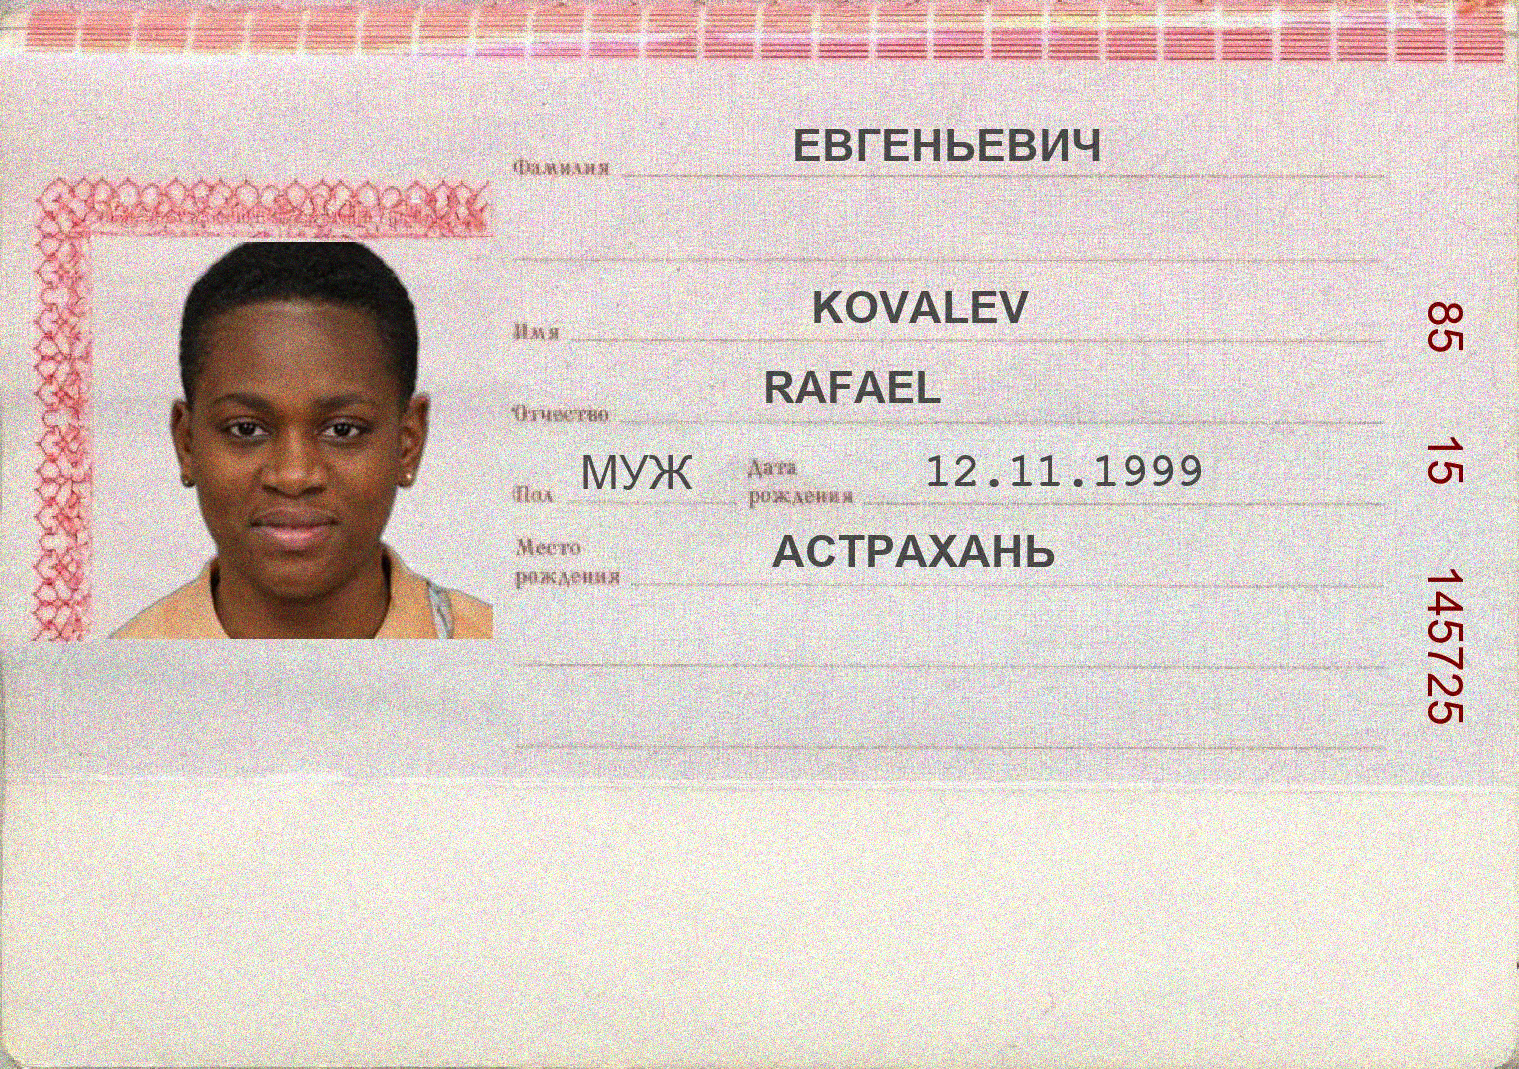 Фамилия ЕВГЕНЬЕВИЧ
Имя KOVALEV
Отчество RAFAEL
Пол МУЖ Дата рождения 12.11.1999
Место рождения АСТРАХАНЬ
85 15 145725